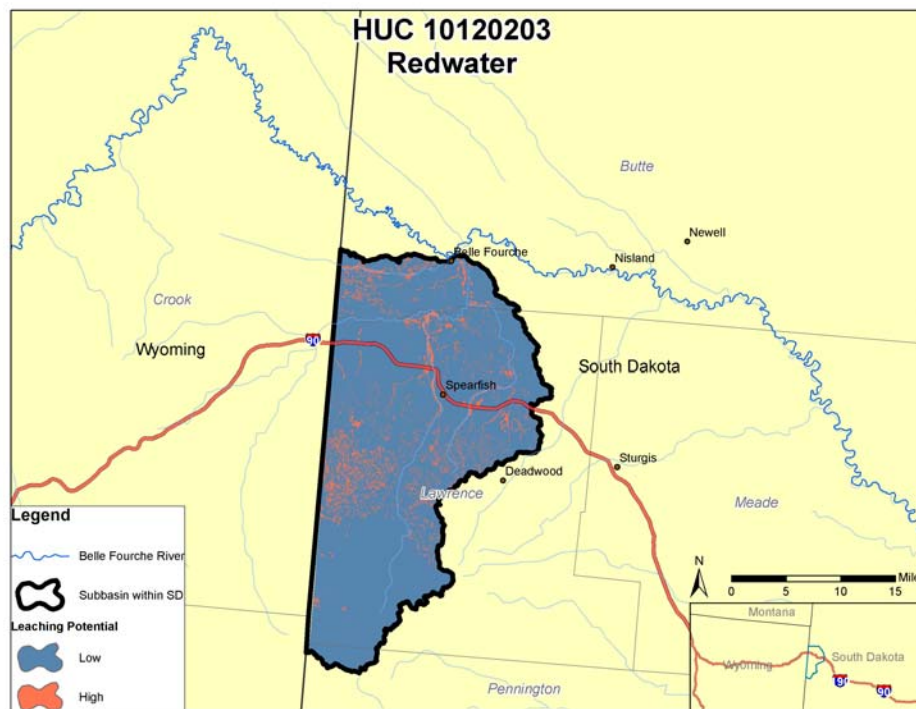 HUC 10120203
Redwater
Butte
Newell
Belle Fourche
Nisland
Crook
90
Wyoming
South Dakota
Spearfish
Sturgis
Deadwood
Lawrence
Meade
Legend
Belle Fourche River
Subbasin within SD
Leaching Potential
Low
High
N
Mile
0 5 10 15
Montana
South Dakota
Wyoming
90
90
Pennington